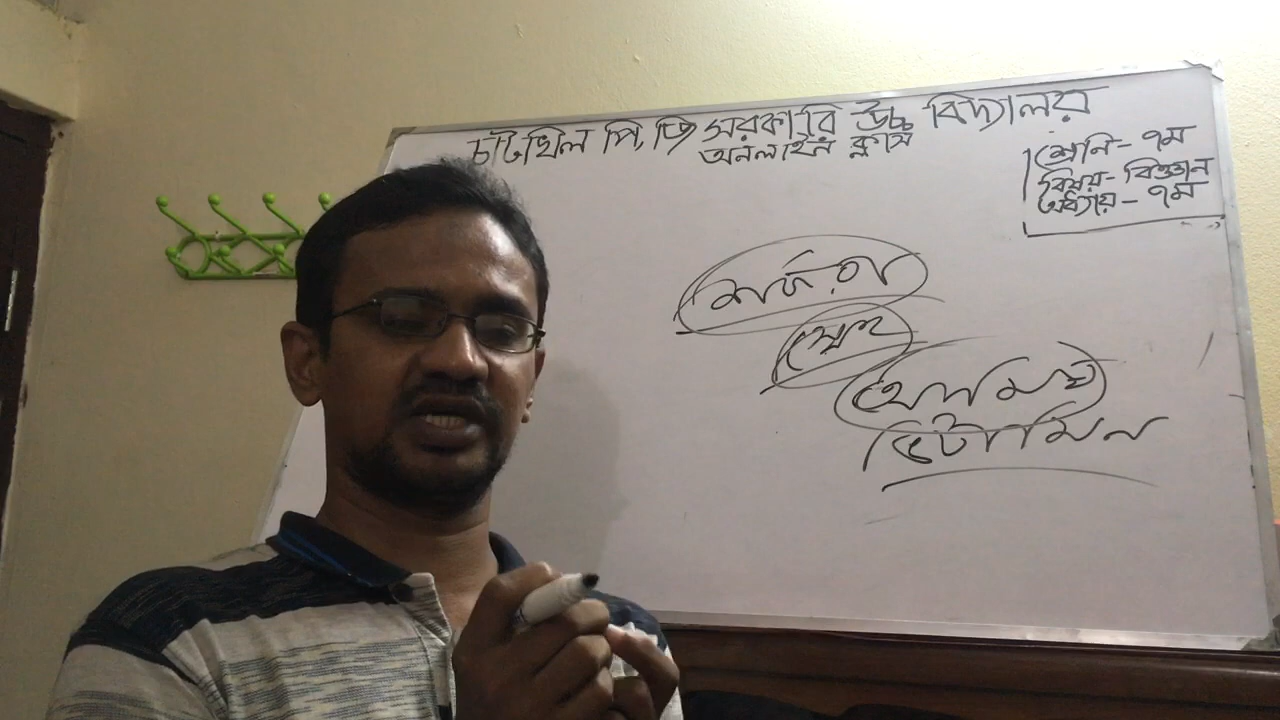 চাটখিল পি, জি সরকারি উচ্চ বিদ্যালয়
অনলাইন ক্লাস
শ্রেণি - ৭ম
বিষয় - বিজ্ঞান
অধ্যায় - ৭ম
শর্করা
স্নেহ
আমিষ
ভিটামিন